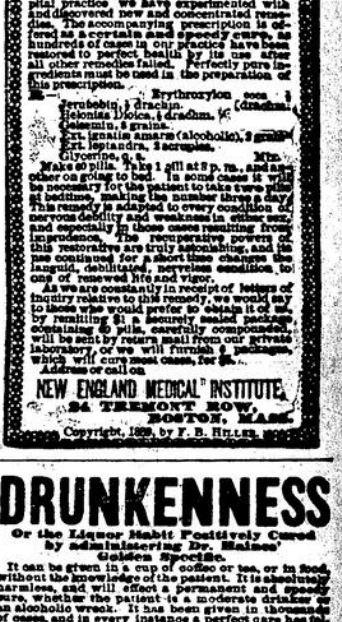 pital practice we have experimented with
and discovered new and concentrated reme-
dies. The accompanying prescription is of-
fered as a certain and speedy cure, as
hundreds of cases in our practice have been
restored to perfect health by its use after
all other remedies failed. Perfectly pure in-
gredients must be used in the preparation of
this prescription.
Erythroxylon coca
Jerubebin, ½ drachm. [drachm.
Helonias Dioica, ½ drachm.
Gelsemin, 8 grains.
Ext. ignatiæ amaræ (alcoholic), 2 grains
Ext. leptandra, 2 scruples.
Glycerine, q. s. Mix.
Make 60 pills. Take 1 pill at 3 p. m., and an-
other on going to bed. In some cases it will
be necessary for the patient to take two pills
at bedtime, making the number three a day.
This remedy is adapted to every condition of
nervous debility and weakness in either sex,
and especially in those cases resulting from
imprudence. The recuperative powers of
this restorative are truly astonishing, and its
use continued for a short time changes the
languid, debilitated, nerveless condition to
one of renewed life and vigor.
As we are constantly in receipt of letters of
inquiry relative to this remedy, we would say
to those who would prefer to obtain it of us,
by remitting $1 a securely sealed package
containing 60 pills, carefully compounded,
will be sent by return mail from our private
laboratory, or we will furnish 6 packages,
which will cure most cases, for
Address or call on
NEW ENGLAND MEDICAL INSTITUTE,
24 TREMONT ROW,
BOSTON, MASS.
Copyright, by F. B. HILLER.
DRUNKENNESS
Or the Liquor Habit Positively Cured
by administering Dr. Haines'
Golden Specific.
It can be given in a cup of coffee or tea, or in food,
without the knowledge of the patient. It is absolutely
harmless, and will effect a permanent and speedy
cure, whether the patient is a moderate drinker or
an alcoholic wreck. It has been given in thousands
of cases, and in every instance a perfect cure has fol-